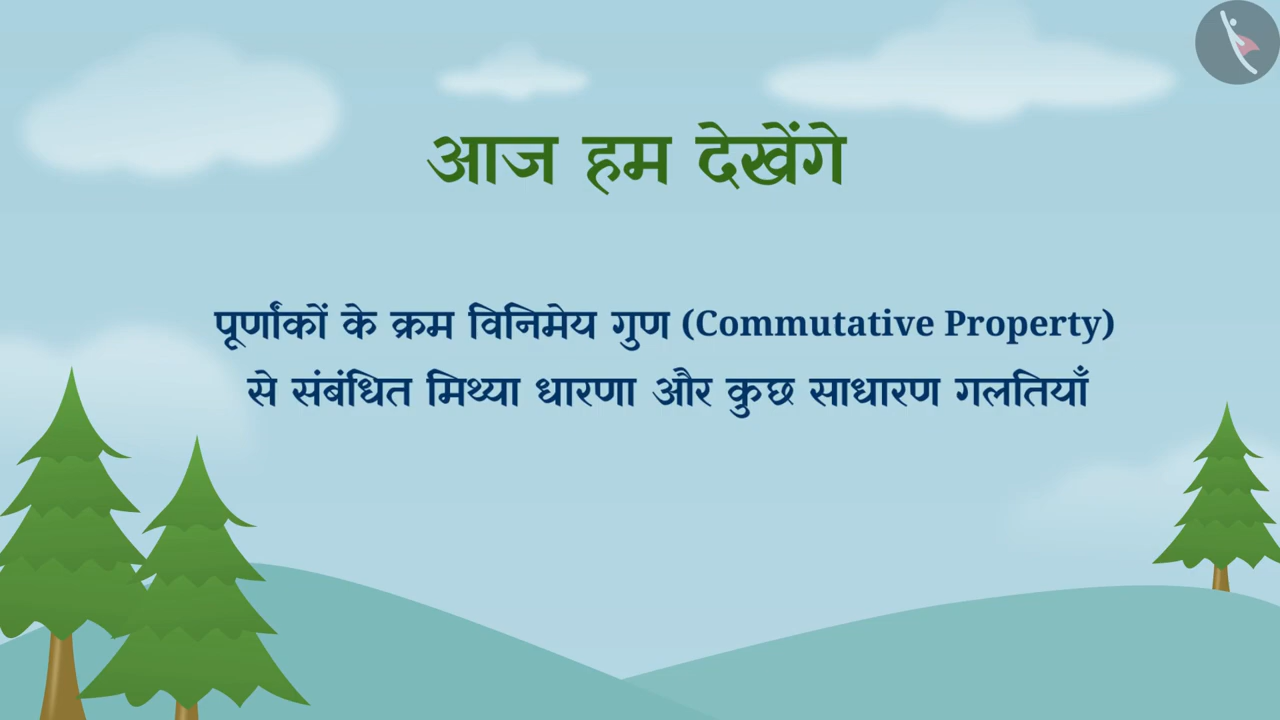 आज हम देखेंगे
पूर्णांकों के क्रम विनिमेय गुण (Commutative Property)
से संबंधित मिथ्या धारणा और कुछ साधारण गलतियाँ